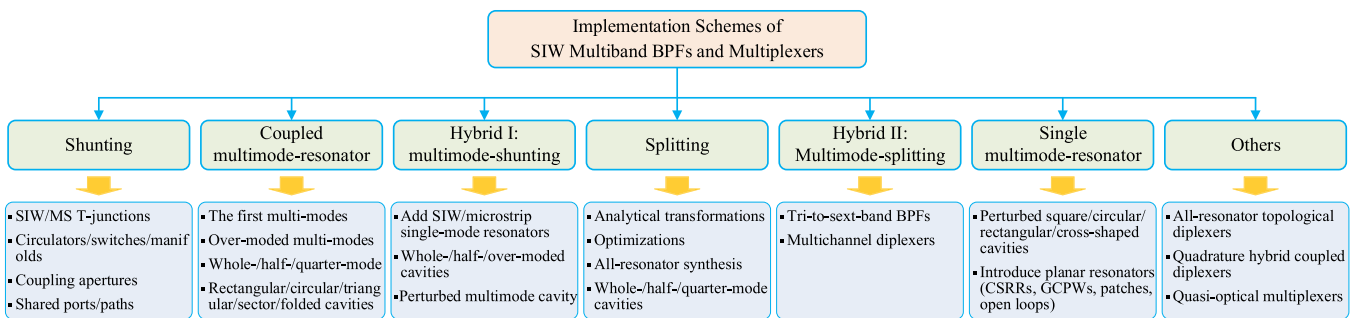 Implementation Schemes of
SIW Multiband BPFs and Multiplexers
Shunting
Coupled
multimode-resonator
Hybrid I:
multimode-shunting
Splitting
Hybrid II:
Multimode-splitting
Single
multimode-resonator
Others
▪ SIW/MS T-junctions
▪ Circulators/switches/manif
olds
▪ Coupling apertures
▪ Shared ports/paths
▪ The first multi-modes
▪ Over-moded multi-modes
▪ Whole-/half-/quarter-mode
▪ Rectangular/circular/triang
ular/sector/folded cavities
▪ Add SIW/microstrip
single-mode resonators
▪ Whole-/half-/over-moded
cavities
▪ Perturbed multimode cavity
▪ Analytical transformations
▪ Optimizations
▪ All-resonator synthesis
▪ Whole-/half-/quarter-mode
cavities
▪ Tri-to-sext-band BPFs
▪ Multichannel diplexers
▪ Perturbed square/circular/
rectangular/cross-shaped
cavities
▪ Introduce planar resonators
(CSRRs, GCPWs, patches,
open loops)
▪ All-resonator topological
diplexers
▪ Quadrature hybrid coupled
diplexers
▪ Quasi-optical multiplexers